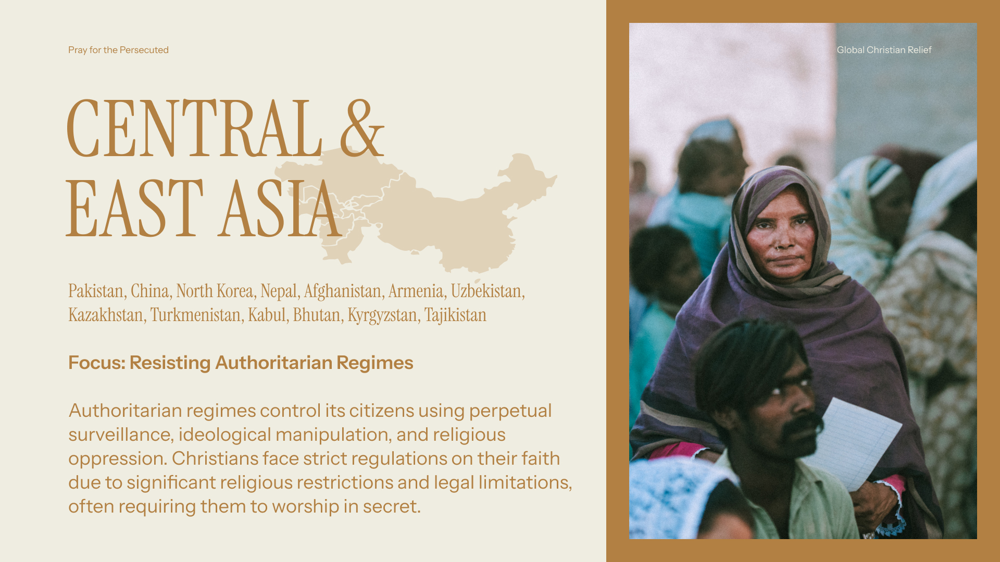 Pray for the Persecuted
Global Christian Relief
CENTRAL &
EAST ASIA
Pakistan, China, North Korea, Nepal, Afghanistan, Armenia, Uzbekistan,
Kazakhstan, Turkmenistan, Kabul, Bhutan, Kyrgyzstan, Tajikistan
Focus: Resisting Authoritarian Regimes
Authoritarian regimes control its citizens using perpetual
surveillance, ideological manipulation, and religious
oppression. Christians face strict regulations on their faith
due to significant religious restrictions and legal limitations,
often requiring them to worship in secret.